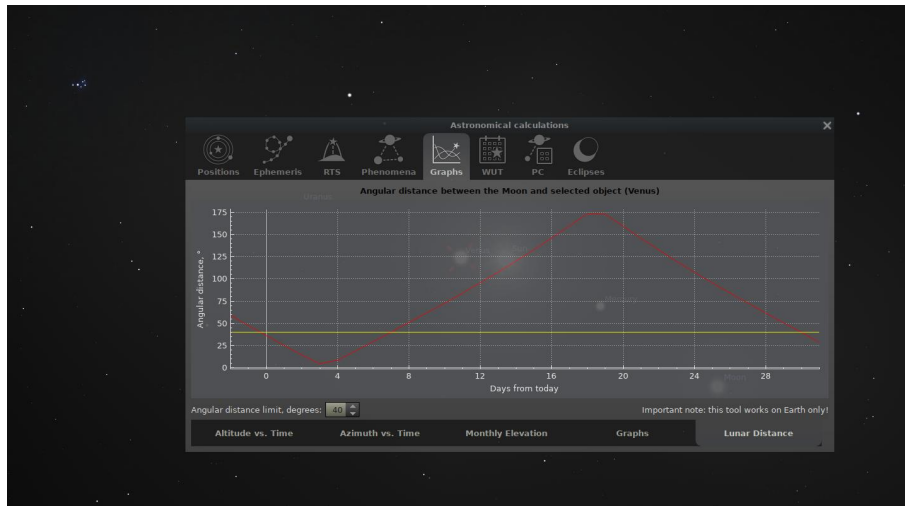 Astronomical calculations
Positions Ephemeris RTS Phenomena Graphs WUT PC Eclipses
Angular distance between the Moon and selected object (Venus)
Angular distance, °
175
150
125
100
75
50
25
0
0 4 8 12 16 20 24 28
Days from today
Moon
Angular distance limit, degrees: 40
Important note: this tool works on Earth only!
Altitude vs. Time Azimuth vs. Time Monthly Elevation Graphs Lunar Distance